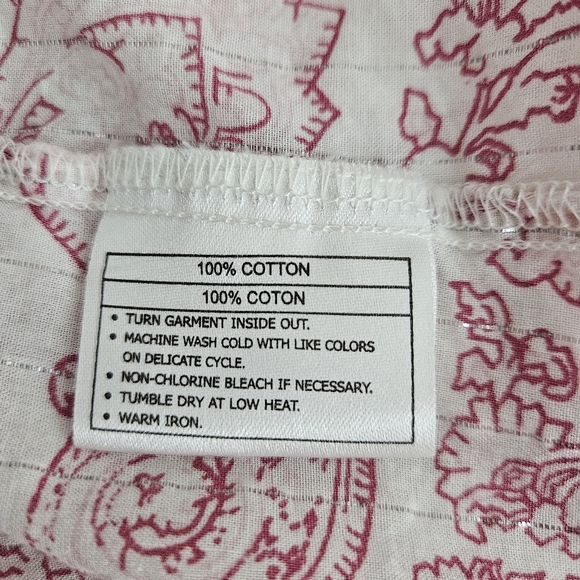 100% COTTON
100% COTON
• TURN GARMENT INSIDE OUT.
• MACHINE WASH COLD WITH LIKE COLORS
ON DELICATE CYCLE.
• NON-CHLORINE BLEACH IF NECESSARY.
• TUMBLE DRY AT LOW HEAT.
• WARM IRON.